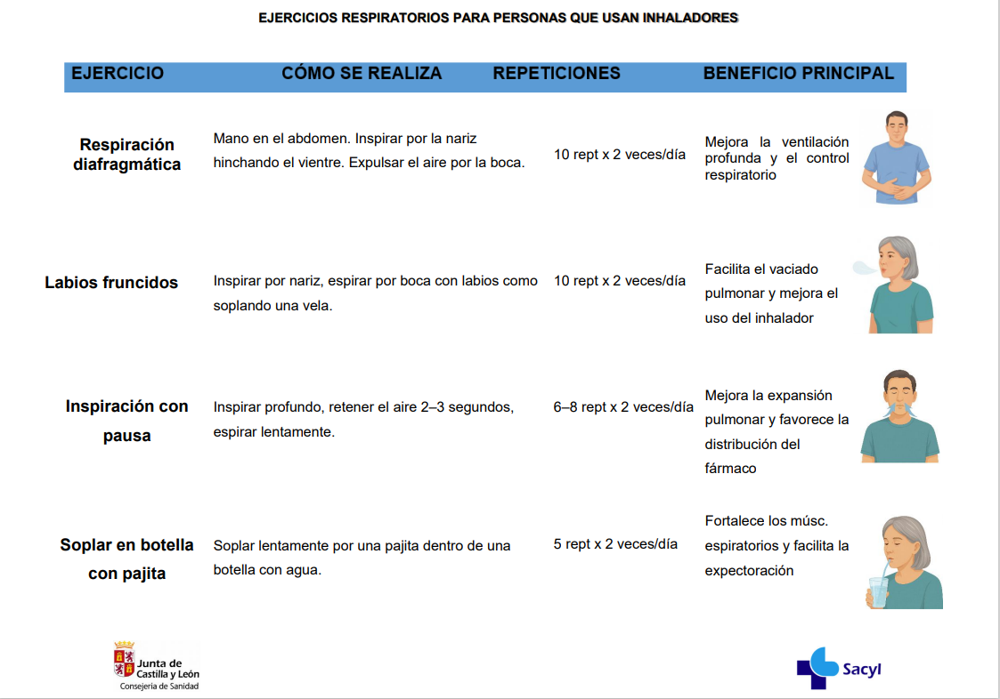 EJERCICIOS RESPIRATORIOS PARA PERSONAS QUE USAN INHALADORES
EJERCICIO CÓMO SE REALIZA REPETICIONES BENEFICIO PRINCIPAL
Respiración
diafragmática
Mano en el abdomen. Inspirar por la nariz
hinchando el vientre. Expulsar el aire por la boca.
10 rept x 2 veces/día
Mejora la ventilación
profunda y el control
respiratorio
Labios fruncidos
Inspirar por nariz, espirar por boca con labios como
soplando una vela.
10 rept x 2 veces/día
Facilita el vaciado
pulmonar y mejora el
uso del inhalador
Inspiración con
pausa
Inspirar profundo, retener el aire 2–3 segundos,
espirar lentamente.
6–8 rept x 2 veces/día
Mejora la expansión
pulmonar y favorece la
distribución del
fármaco
Soplar en botella
con pajita
Soplar lentamente por una pajita dentro de una
botella con agua.
5 rept x 2 veces/día
Fortalece los músc.
espiratorios y facilita la
expectoración
Junta de
Castilla y León
Consejería de Sanidad
Sacyl